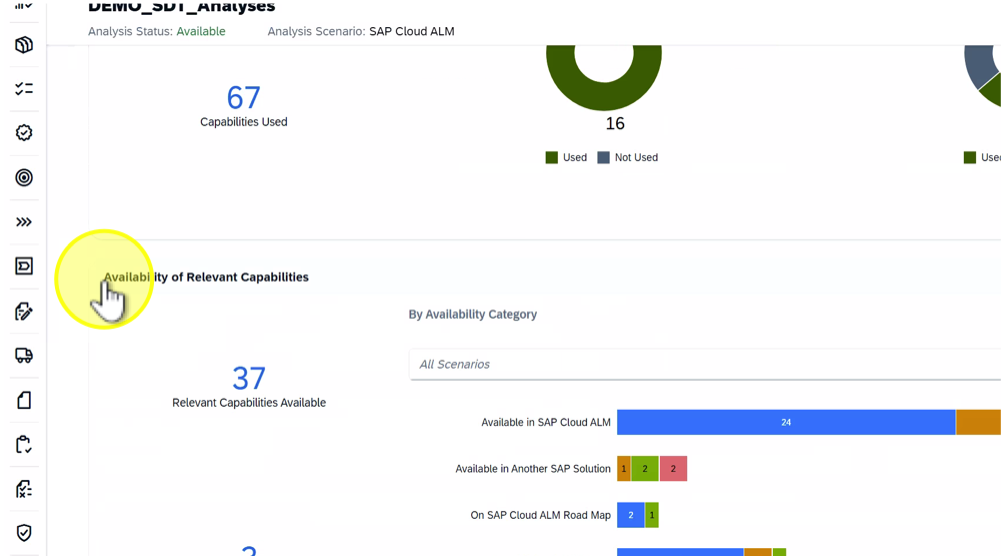 DEMO_SDT_Analyses
Analysis Status: Available Analysis Scenario: SAP Cloud ALM
67
Capabilities Used
16
Used Not Used
Availability of Relevant Capabilities
By Availability Category
All Scenarios
37
Relevant Capabilities Available
Available in SAP Cloud ALM 24
Available in Another SAP Solution 1 2 2
On SAP Cloud ALM Road Map 2 1